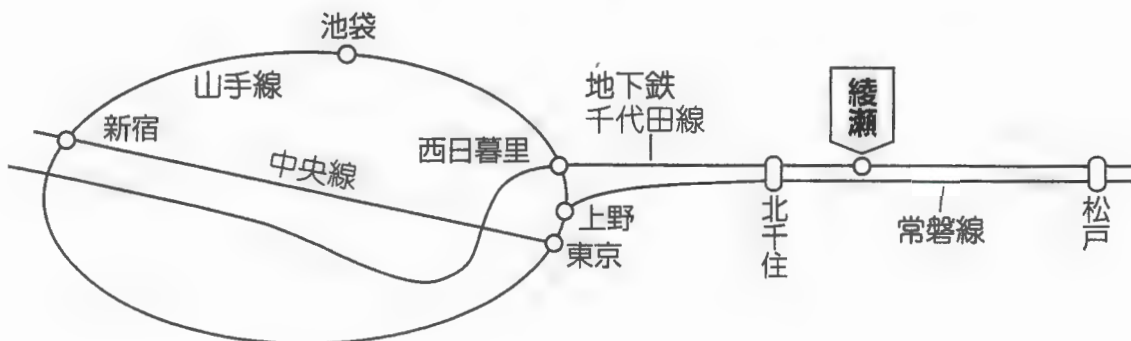 池袋
山手線
地下鉄
千代田線
綾瀬
新宿
中央線
西日暮里
上野
東京
北千住
常磐線
松戸